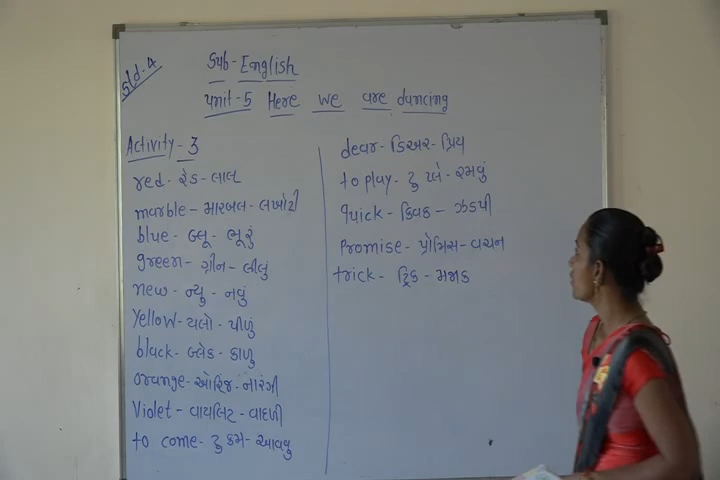 Std. 4
Sub - English
Unit - 5 Here we are dancing
Activity - 3
red - રેડ - લાલ
marble - મારબલ - લખોટી
blue - બ્લૂ - ભૂરું
green - ગ્રીન - લીલું
new - ન્યુ - નવું
Yellow - યલો - પીળું
black - બ્લેક - કાળુ
orange - ઓરેંજ - નારંગી
Violet - વાયલિટ - વાદળી
to come - ટુ કમ - આવવુ
dear - ડિઅર - પ્રિય
to play - ટુ પ્લે - રમવું
quick - ક્વિક - ઝડપી
Promise - પ્રોમિસ - વચન
trick - ટ્રિક - મજાક